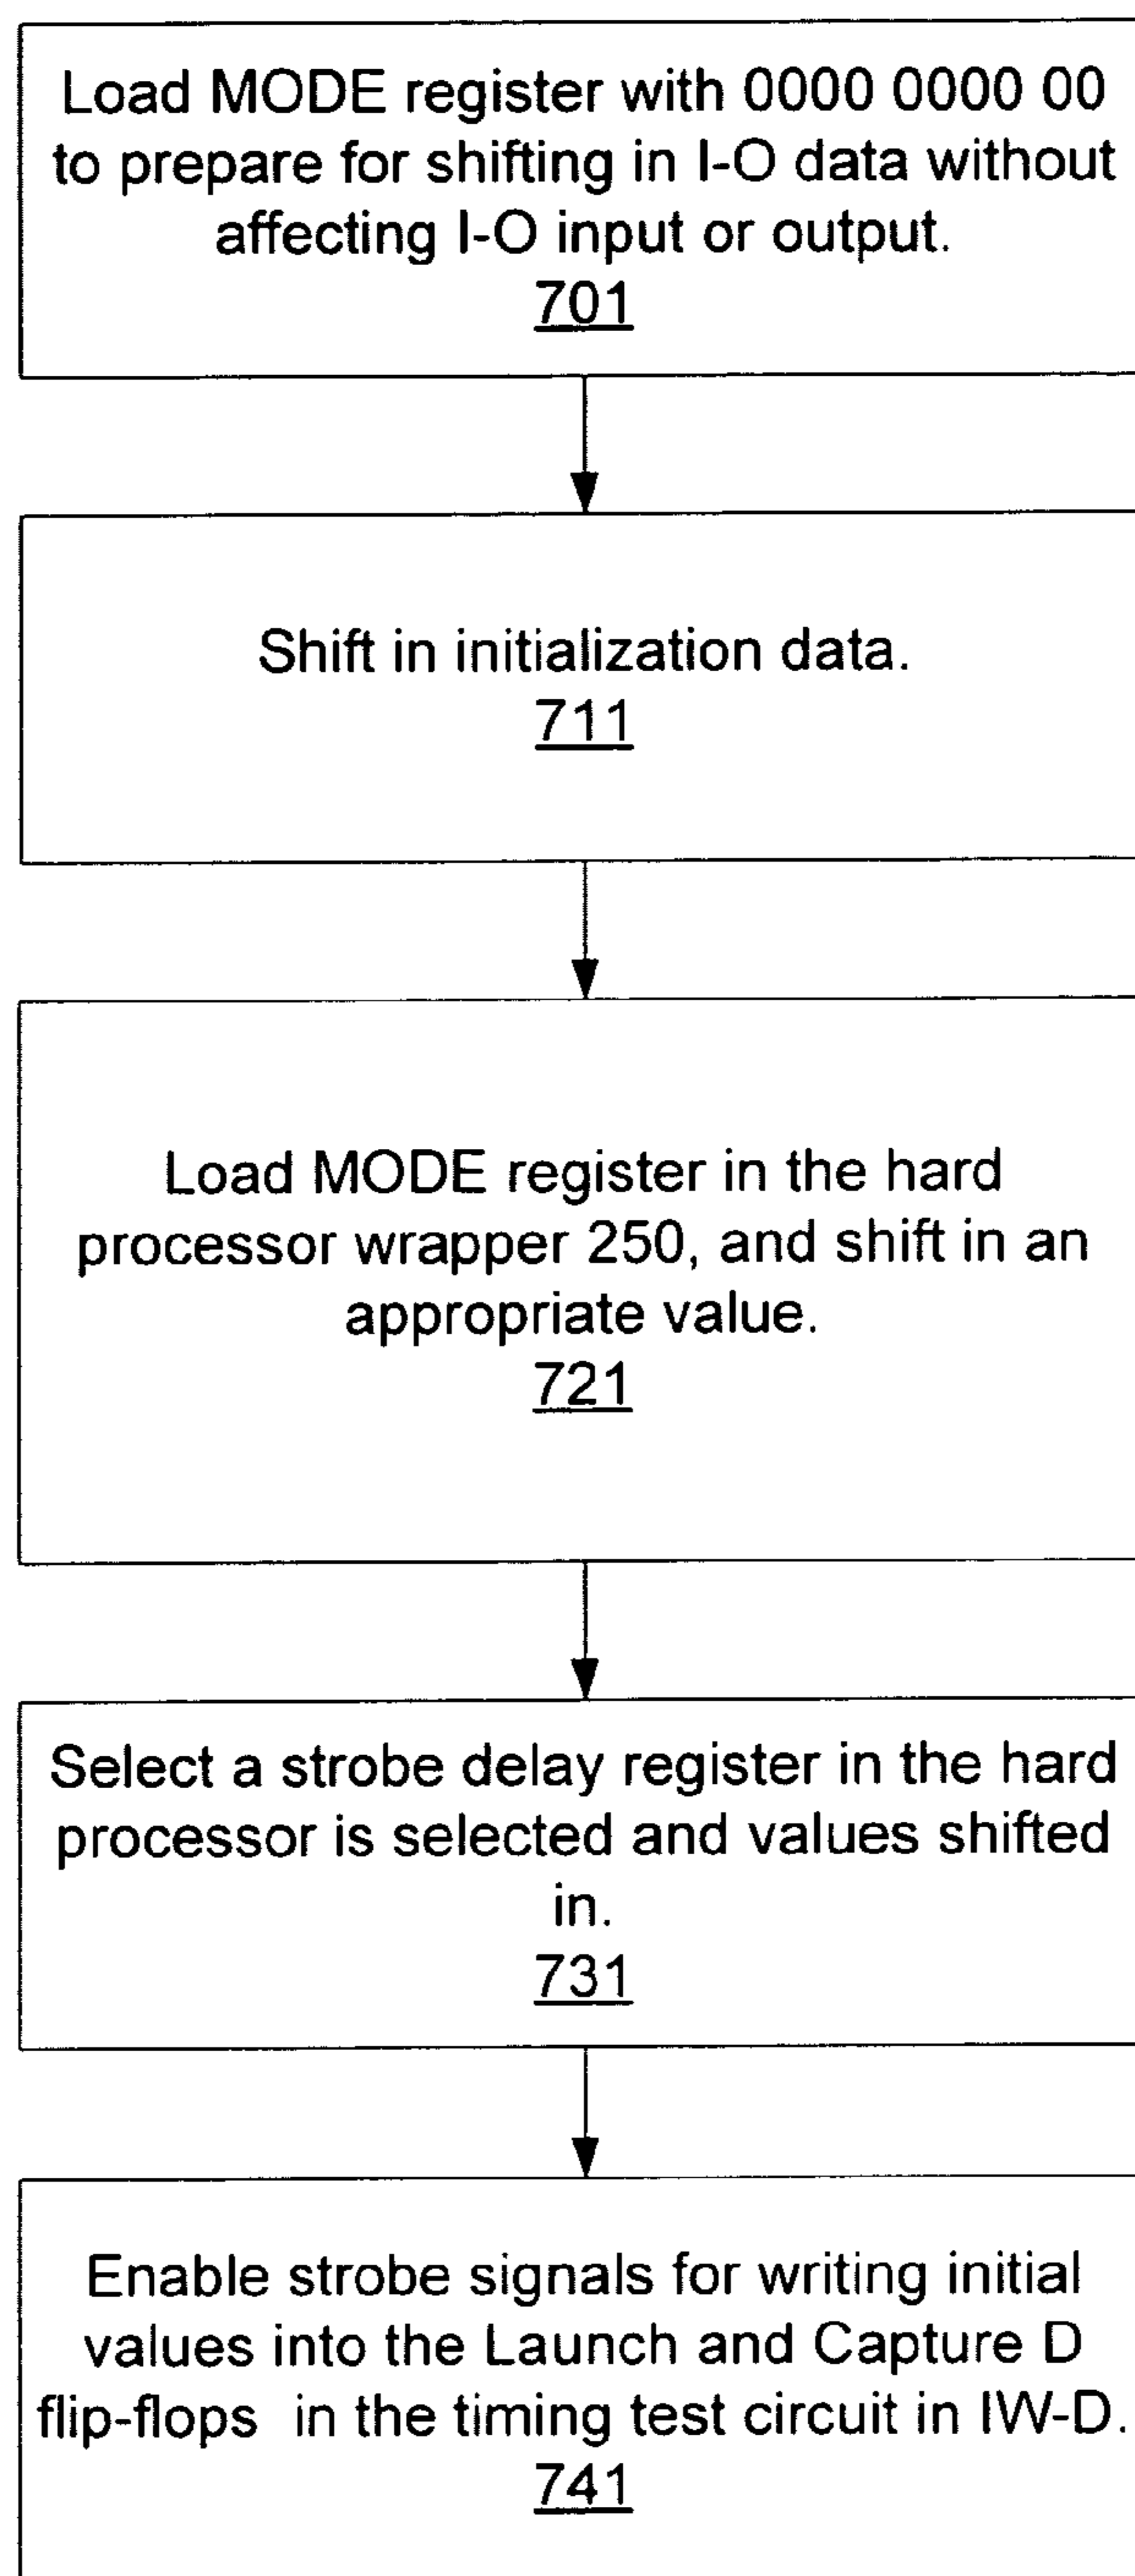 Load MODE register with 0000 0000 00
to prepare for shifting in I-O data without
affecting I-O input or output.
701
Shift in initialization data.
711
Load MODE register in the hard
processor wrapper 250, and shift in an
appropriate value.
721
Select a strobe delay register in the hard
processor is selected and values shifted
in.
731
Enable strobe signals for writing initial
values into the Launch and Capture D
flip-flops in the timing test circuit in IW-D.
741